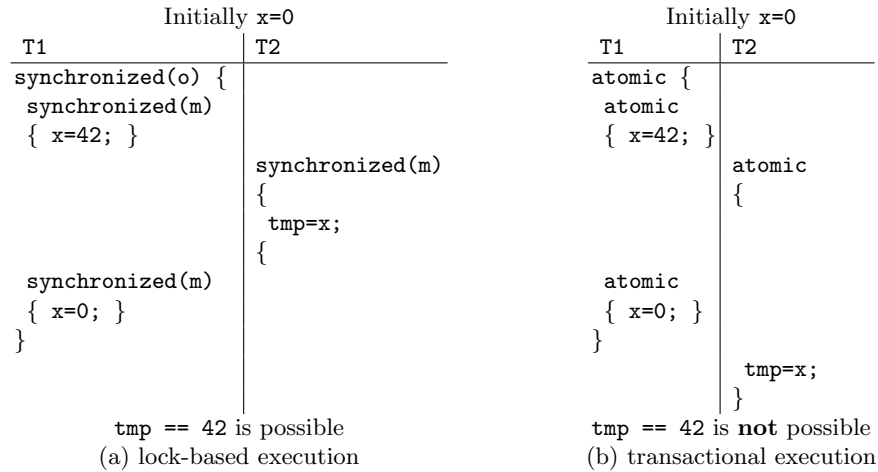 Initially x=0
T1 T2
synchronized(o) {
synchronized(m)
{ x=42; }
synchronized(m)
{
tmp=x;
{
synchronized(m)
{ x=0; }
}
tmp == 42 is possible
(a) lock-based execution
Initially x=0
T1 T2
atomic {
atomic
{ x=42; }
atomic
{
atomic
{ x=0; }
}
tmp=x;
}
tmp == 42 is not possible
(b) transactional execution